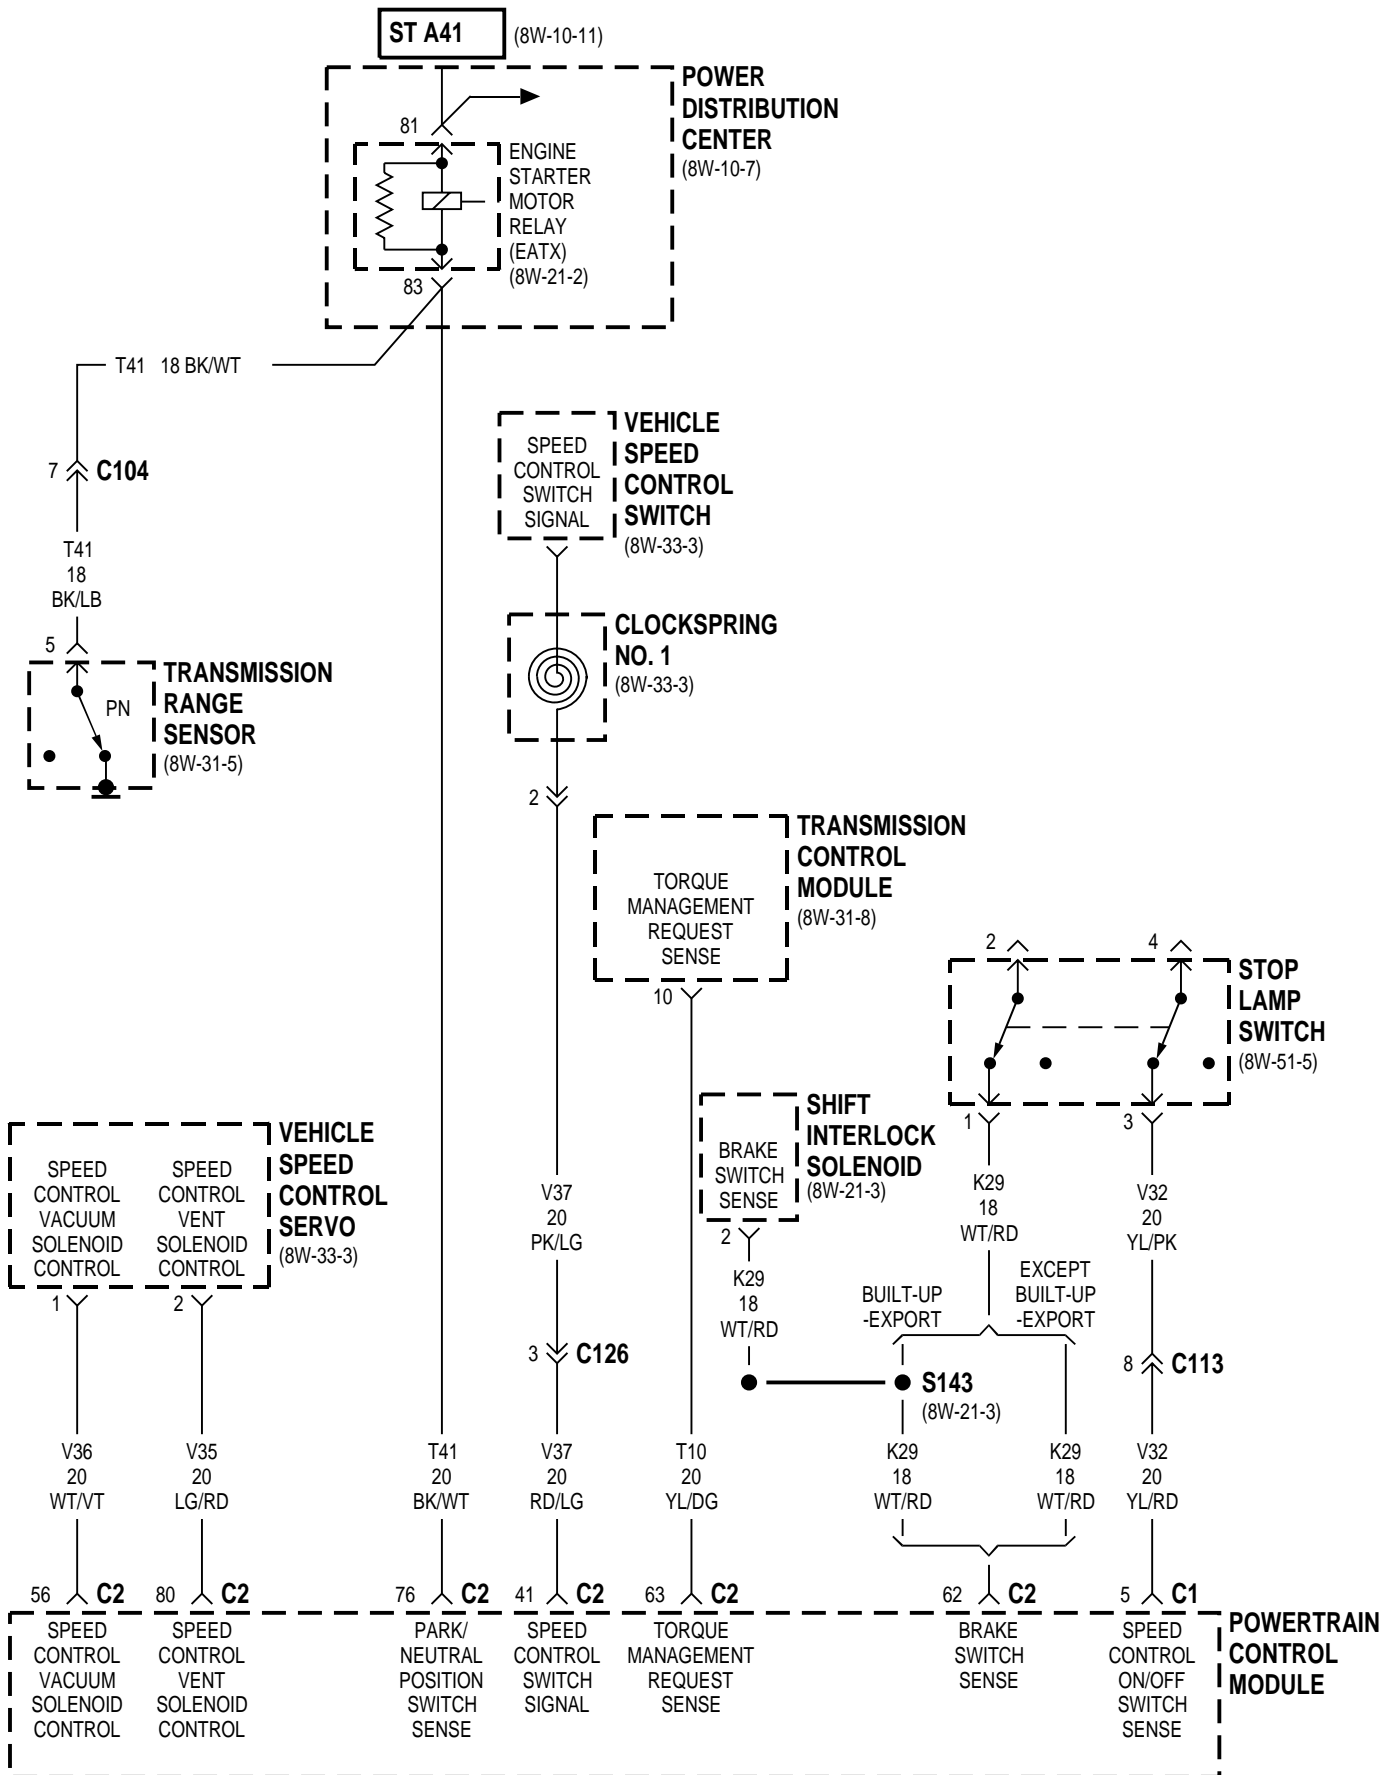 ST A41
(8W-10-11)
POWER
DISTRIBUTION
CENTER
(8W-10-7)
81
ENGINE
STARTER
MOTOR
RELAY
(EATX)
(8W-21-2)
83
T41 18 BK/WT
7 C104
T41
18
BK/LB
5
PN
TRANSMISSION
RANGE
SENSOR
(8W-31-5)
SPEED
CONTROL
SWITCH
SIGNAL
VEHICLE
SPEED
CONTROL
SWITCH
(8W-33-3)
CLOCKSPRING
NO. 1
(8W-33-3)
2
TORQUE
MANAGEMENT
REQUEST
SENSE
TRANSMISSION
CONTROL
MODULE
(8W-31-8)
10
2 4
STOP
LAMP
SWITCH
(8W-51-5)
1 3
BRAKE
SWITCH
SENSE
SHIFT
INTERLOCK
SOLENOID
(8W-21-3)
2
K29
18
WT/RD
SPEED
CONTROL
VACUUM
SOLENOID
CONTROL
SPEED
CONTROL
VENT
SOLENOID
CONTROL
VEHICLE
SPEED
CONTROL
SERVO
(8W-33-3)
1 2
V37
20
PK/LG
K29
18
WT/RD
V32
20
YL/PK
BUILT-UP
-EXPORT
EXCEPT
BUILT-UP
-EXPORT
3 C126
8 C113
S143
(8W-21-3)
V36
20
WT/VT
V35
20
LG/RD
T41
20
BK/WT
V37
20
RD/LG
T10
20
YL/DG
K29
18
WT/RD
K29
18
WT/RD
V32
20
YL/RD
56 C2
80 C2
76 C2
41 C2
63 C2
62 C2
5 C1
SPEED
CONTROL
VACUUM
SOLENOID
CONTROL
SPEED
CONTROL
VENT
SOLENOID
CONTROL
PARK/
NEUTRAL
POSITION
SWITCH
SENSE
SPEED
CONTROL
SWITCH
SIGNAL
TORQUE
MANAGEMENT
REQUEST
SENSE
BRAKE
SWITCH
SENSE
SPEED
CONTROL
ON/OFF
SWITCH
SENSE
POWERTRAIN
CONTROL
MODULE